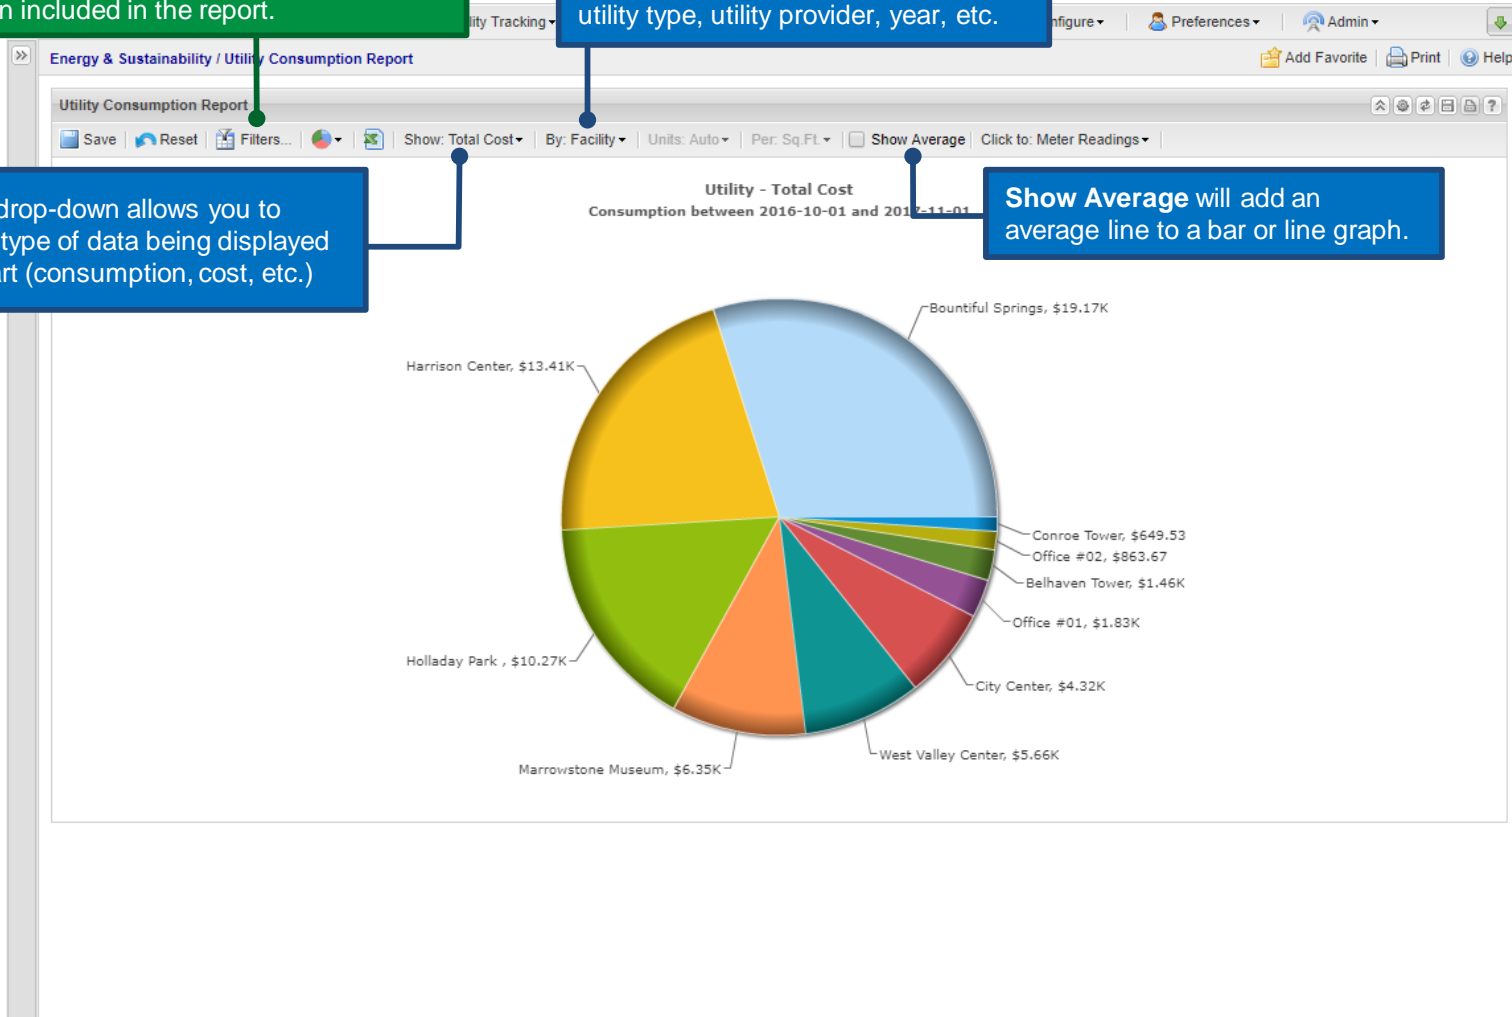 n included in the report.
utility type, utility provider, year, etc.
lity Tracking
nfigure
Preferences
Admin
Energy & Sustainability / Utility Consumption Report
Add Favorite
Print
Help
Utility Consumption Report
Save
Reset
Filters...
Show: Total Cost
By: Facility
Units: Auto
Per: Sq.Ft.
Show Average
Click to: Meter Readings
drop-down allows you to
type of data being displayed
rt (consumption, cost, etc.)
Utility - Total Cost
Consumption between 2016-10-01 and 2017-11-01
Show Average will add an
average line to a bar or line graph.
Bountiful Springs, $19.17K
Harrison Center, $13.41K
Conroe Tower, $649.53
Office #02, $863.67
Belhaven Tower, $1.46K
Office #01, $1.83K
Holladay Park , $10.27K
City Center, $4.32K
West Valley Center, $5.66K
Marrowstone Museum, $6.35K